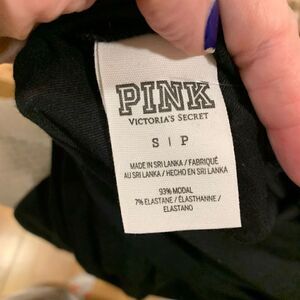 PINK
VICTORIA'S SECRET
S | P
MADE IN SRI LANKA / FABRIQUÉ
AU SRI LANKA / HECHO EN SRI LANKA
93% MODAL
7% ELASTANE / ÉLASTHANNE /
ELASTANO